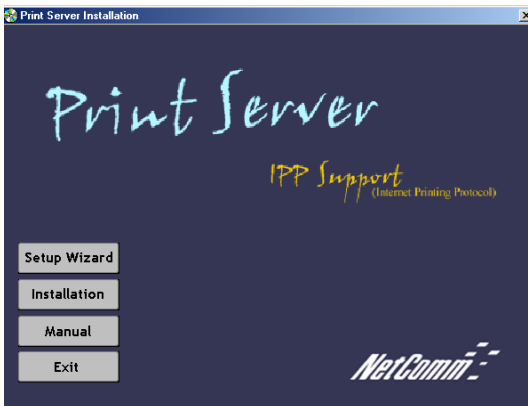 Print Server Installation
Print Server
IPP Support
(Internet Printing Protocol)
Setup Wizard
Installation
Manual
Exit
NetComm